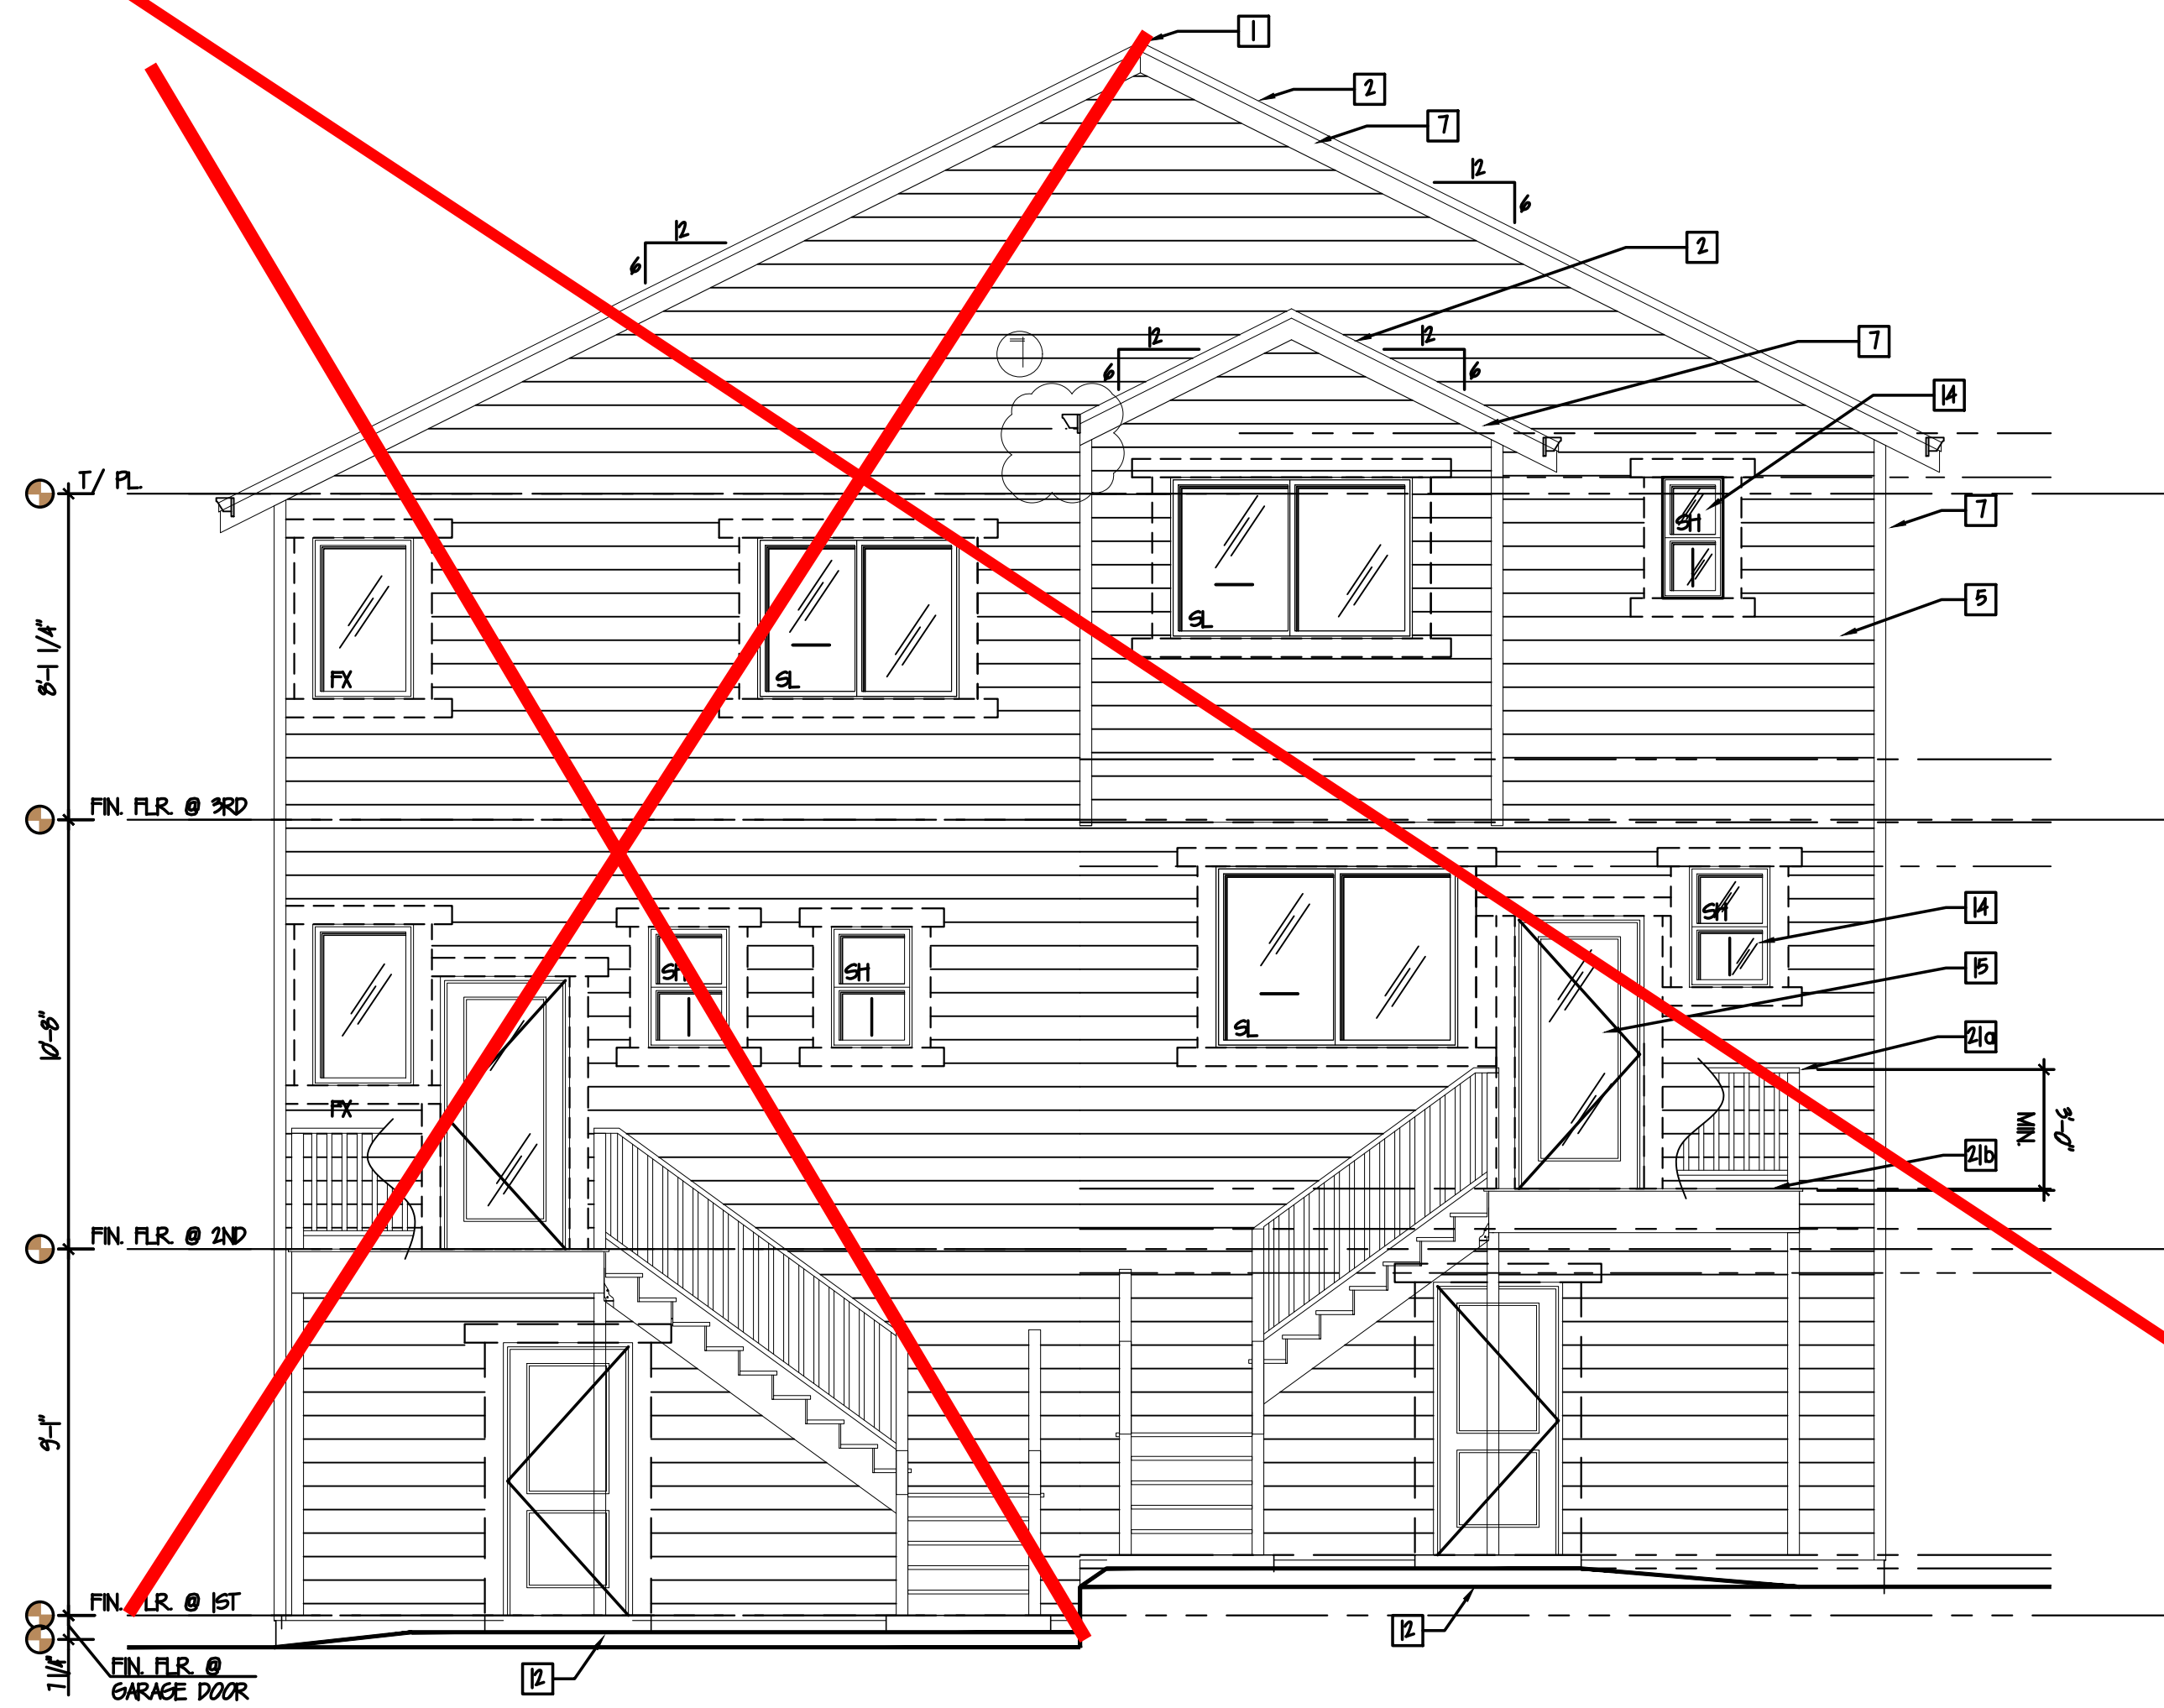 1
2
7
12
6
12
6
2
12
6
12
6
7
14
1
T/ PL.
SH
7
8'-1 1/4"
SL
5
FX
SL
FIN. FLR. @ 3RD
14
SH
SH
SH
15
10'-8"
SL
21a
FX
3'-0"
MIN.
21b
FIN. FLR. @ 2ND
9'-1"
FIN. FLR. @ 1ST
12
FIN. FLR. @
GARAGE DOOR
7 1/4"
12